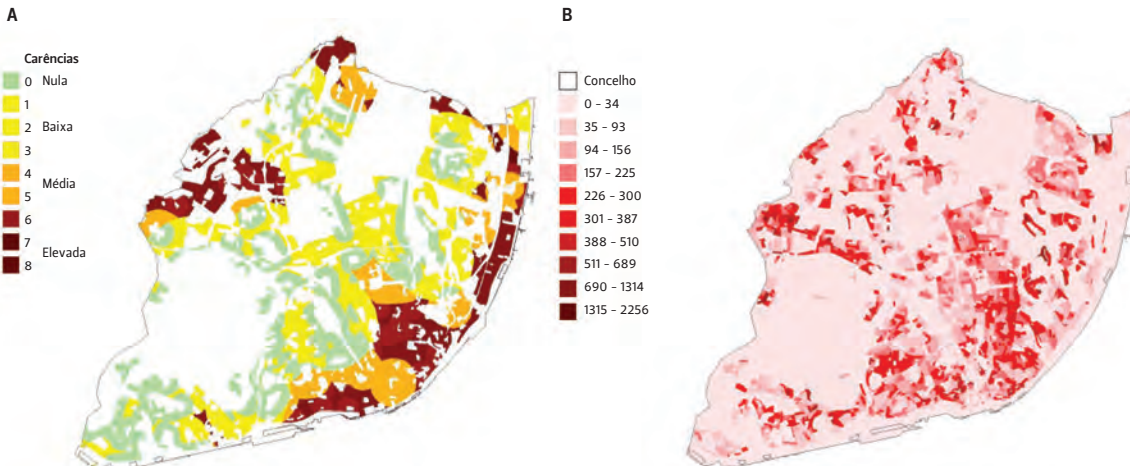 A
Carências
0 Nula
1
2 Baixa
3
4
Média
5
6
7
Elevada
8
B
Concelho
0 – 34
35 – 93
94 – 156
157 – 225
226 – 300
301 – 387
388 – 510
511 – 689
690 – 1314
1315 – 2256